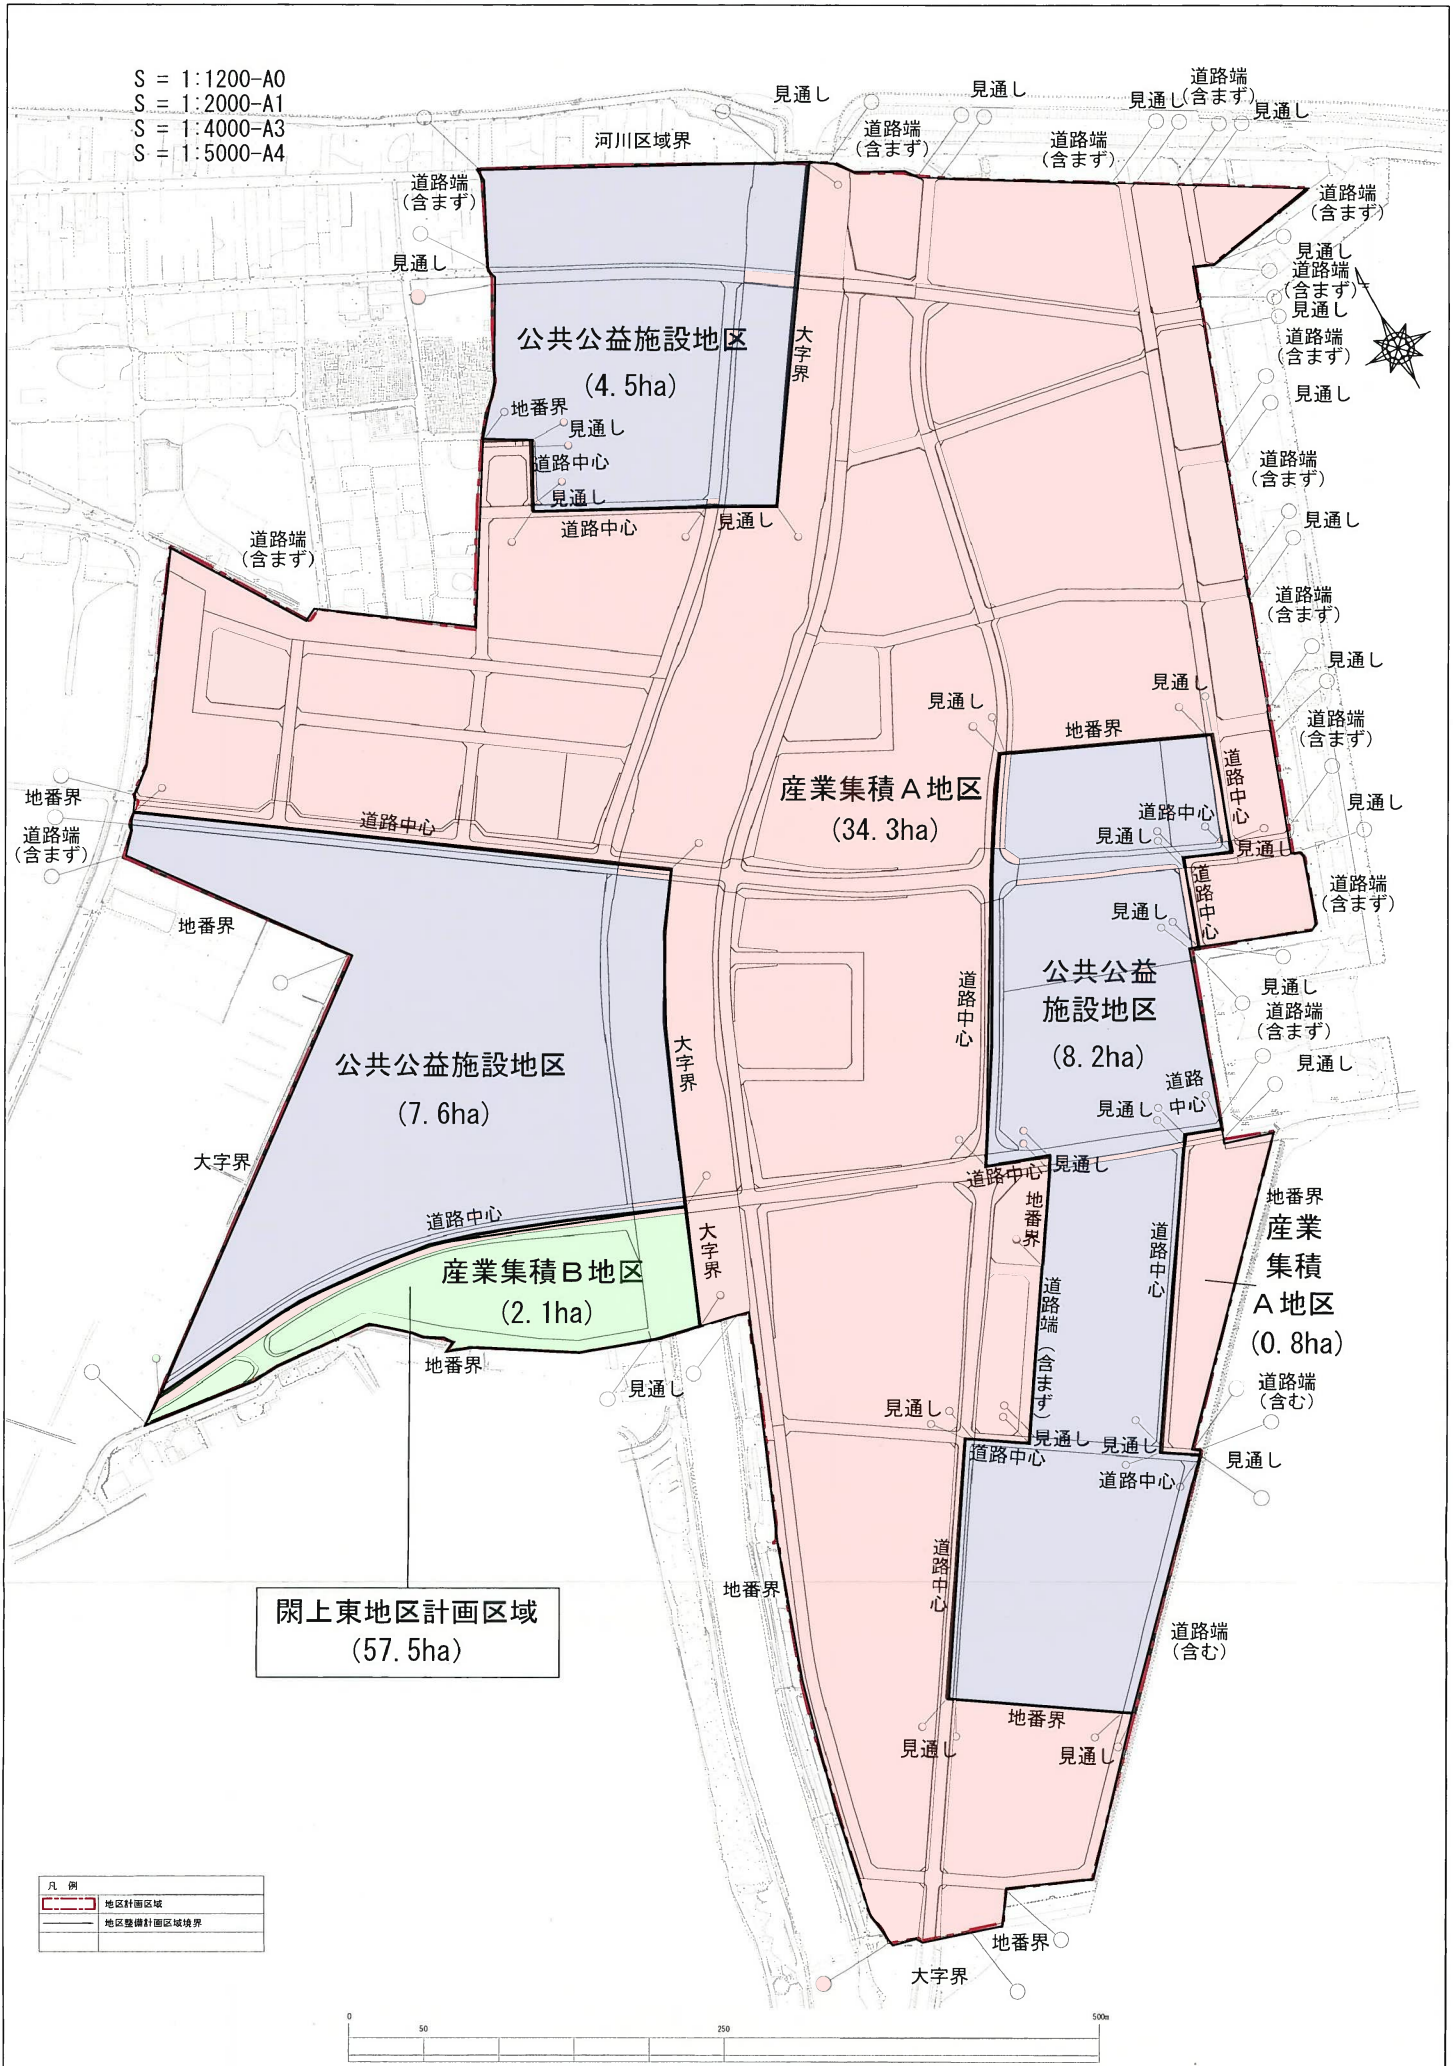 S = 1:1200-A0
S = 1:2000-A1
S = 1:4000-A3
S = 1:5000-A4
見通し
見通し
道路端
(含まず)
見通し
見通し
河川区域界
道路端
(含まず)
道路端
(含まず)
道路端
(含まず)
道路端
(含まず)
見通し
見通し
道路端
(含まず)
見通し
道路端
(含まず)
公共公益施設地区
(4.5ha)
大字界
地番界
見通し
道路中心
見通し
道路中心
見通し
見通し
道路端
(含まず)
見通し
道路端
(含まず)
道路端
(含まず)
見通し
道路端
(含まず)
見通し
見通し
地番界
道路中心
見通し
道路端
(含まず)
産業集積A地区
(34.3ha)
地番界
道路端
(含まず)
道路中心
道路中心
見通し
見通し
見通し
道路中心
道路端
(含まず)
地番界
見通し
公共公益
施設地区
(8.2ha)
道路中心
見通し
道路端
(含まず)
見通し
公共公益施設地区
(7.6ha)
大字界
道路
中心
見通し
大字界
道路中心
見通し
地番界
地番界
産業
集積
A地区
(0.8ha)
道路中心
道路中心
大字界
産業集積B地区
(2.1ha)
地番界
見通し
道路端(含まず)
道路端
(含む)
見通し
見通し
見通し
道路中心
道路中心
見通し
道路中心
地番界
閖上東地区計画区域
(57.5ha)
道路端
(含む)
地番界
見通し
見通し
凡 例
地区計画区域
地区整備計画区域境界
地番界
大字界
0
50
250
500m